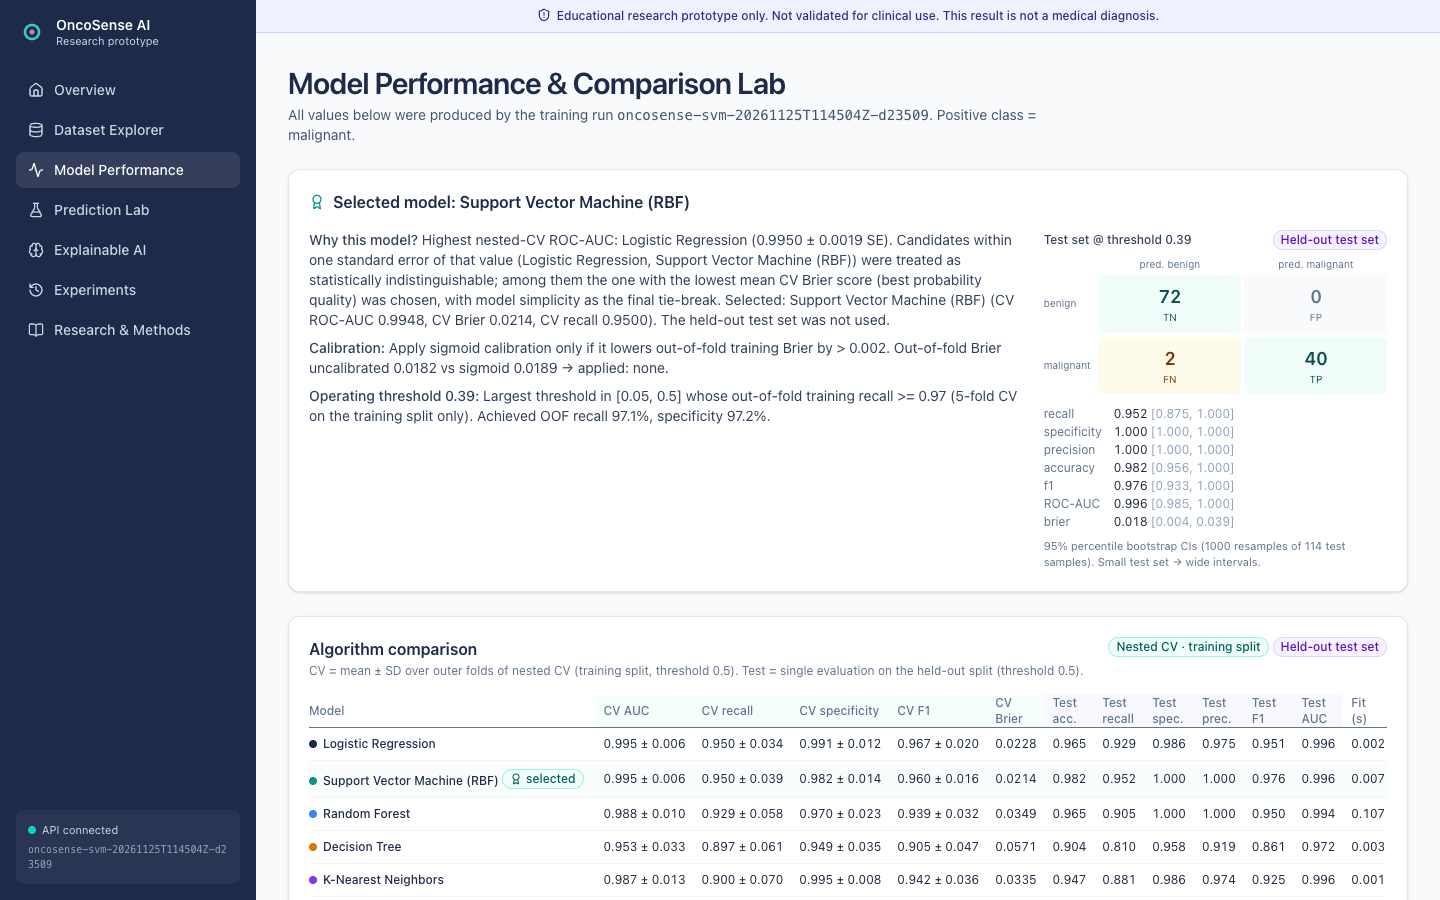 OncoSense AI
Research prototype
Overview
Dataset Explorer
Model Performance
Prediction Lab
Explainable AI
Experiments
Research & Methods
API connected
oncosense-svm-20261125T114504Z-d2
3509
Educational research prototype only. Not validated for clinical use. This result is not a medical diagnosis.
Model Performance & Comparison Lab
All values below were produced by the training run oncosense-svm-20261125T114504Z-d23509. Positive class =
malignant.
Selected model: Support Vector Machine (RBF)
Why this model? Highest nested-CV ROC-AUC: Logistic Regression (0.9950 ± 0.0019 SE). Candidates within
one standard error of that value (Logistic Regression, Support Vector Machine (RBF)) were treated as
statistically indistinguishable; among them the one with the lowest mean CV Brier score (best probability
quality) was chosen, with model simplicity as the final tie-break. Selected: Support Vector Machine (RBF) (CV
ROC-AUC 0.9948, CV Brier 0.0214, CV recall 0.9500). The held-out test set was not used.
Calibration: Apply sigmoid calibration only if it lowers out-of-fold training Brier by > 0.002. Out-of-fold Brier
uncalibrated 0.0182 vs sigmoid 0.0189 → applied: none.
Operating threshold 0.39: Largest threshold in [0.05, 0.5] whose out-of-fold training recall >= 0.97 (5-fold CV
on the training split only). Achieved OOF recall 97.1%, specificity 97.2%.
Test set @ threshold 0.39 Held-out test set
pred. benign pred. malignant
benign 72 0
TN FP
malignant 2 40
FN TP
recall 0.952 [0.875, 1.000]
specificity 1.000 [1.000, 1.000]
precision 1.000 [1.000, 1.000]
accuracy 0.982 [0.956, 1.000]
f1 0.976 [0.933, 1.000]
ROC-AUC 0.996 [0.985, 1.000]
brier 0.018 [0.004, 0.039]
95% percentile bootstrap CIs (1000 resamples of 114 test
samples). Small test set → wide intervals.
Algorithm comparison Nested CV · training split Held-out test set
CV = mean ± SD over outer folds of nested CV (training split, threshold 0.5). Test = single evaluation on the held-out split (threshold 0.5).
Model CV AUC CV recall CV specificity CV F1 CV Brier Test acc. Test recall Test spec. Test prec. Test F1 Test AUC Fit (s)
Logistic Regression 0.995 ± 0.006 0.950 ± 0.034 0.991 ± 0.012 0.967 ± 0.020 0.0228 0.965 0.929 0.986 0.975 0.951 0.996 0.002
Support Vector Machine (RBF) selected 0.995 ± 0.006 0.950 ± 0.039 0.982 ± 0.014 0.960 ± 0.016 0.0214 0.982 0.952 1.000 1.000 0.976 0.996 0.007
Random Forest 0.988 ± 0.010 0.929 ± 0.058 0.970 ± 0.023 0.939 ± 0.032 0.0349 0.965 0.905 1.000 1.000 0.950 0.994 0.107
Decision Tree 0.953 ± 0.033 0.897 ± 0.061 0.949 ± 0.035 0.905 ± 0.047 0.0571 0.904 0.810 0.958 0.919 0.861 0.972 0.003
K-Nearest Neighbors 0.987 ± 0.013 0.900 ± 0.070 0.995 ± 0.008 0.942 ± 0.036 0.0335 0.947 0.881 0.986 0.974 0.925 0.996 0.001